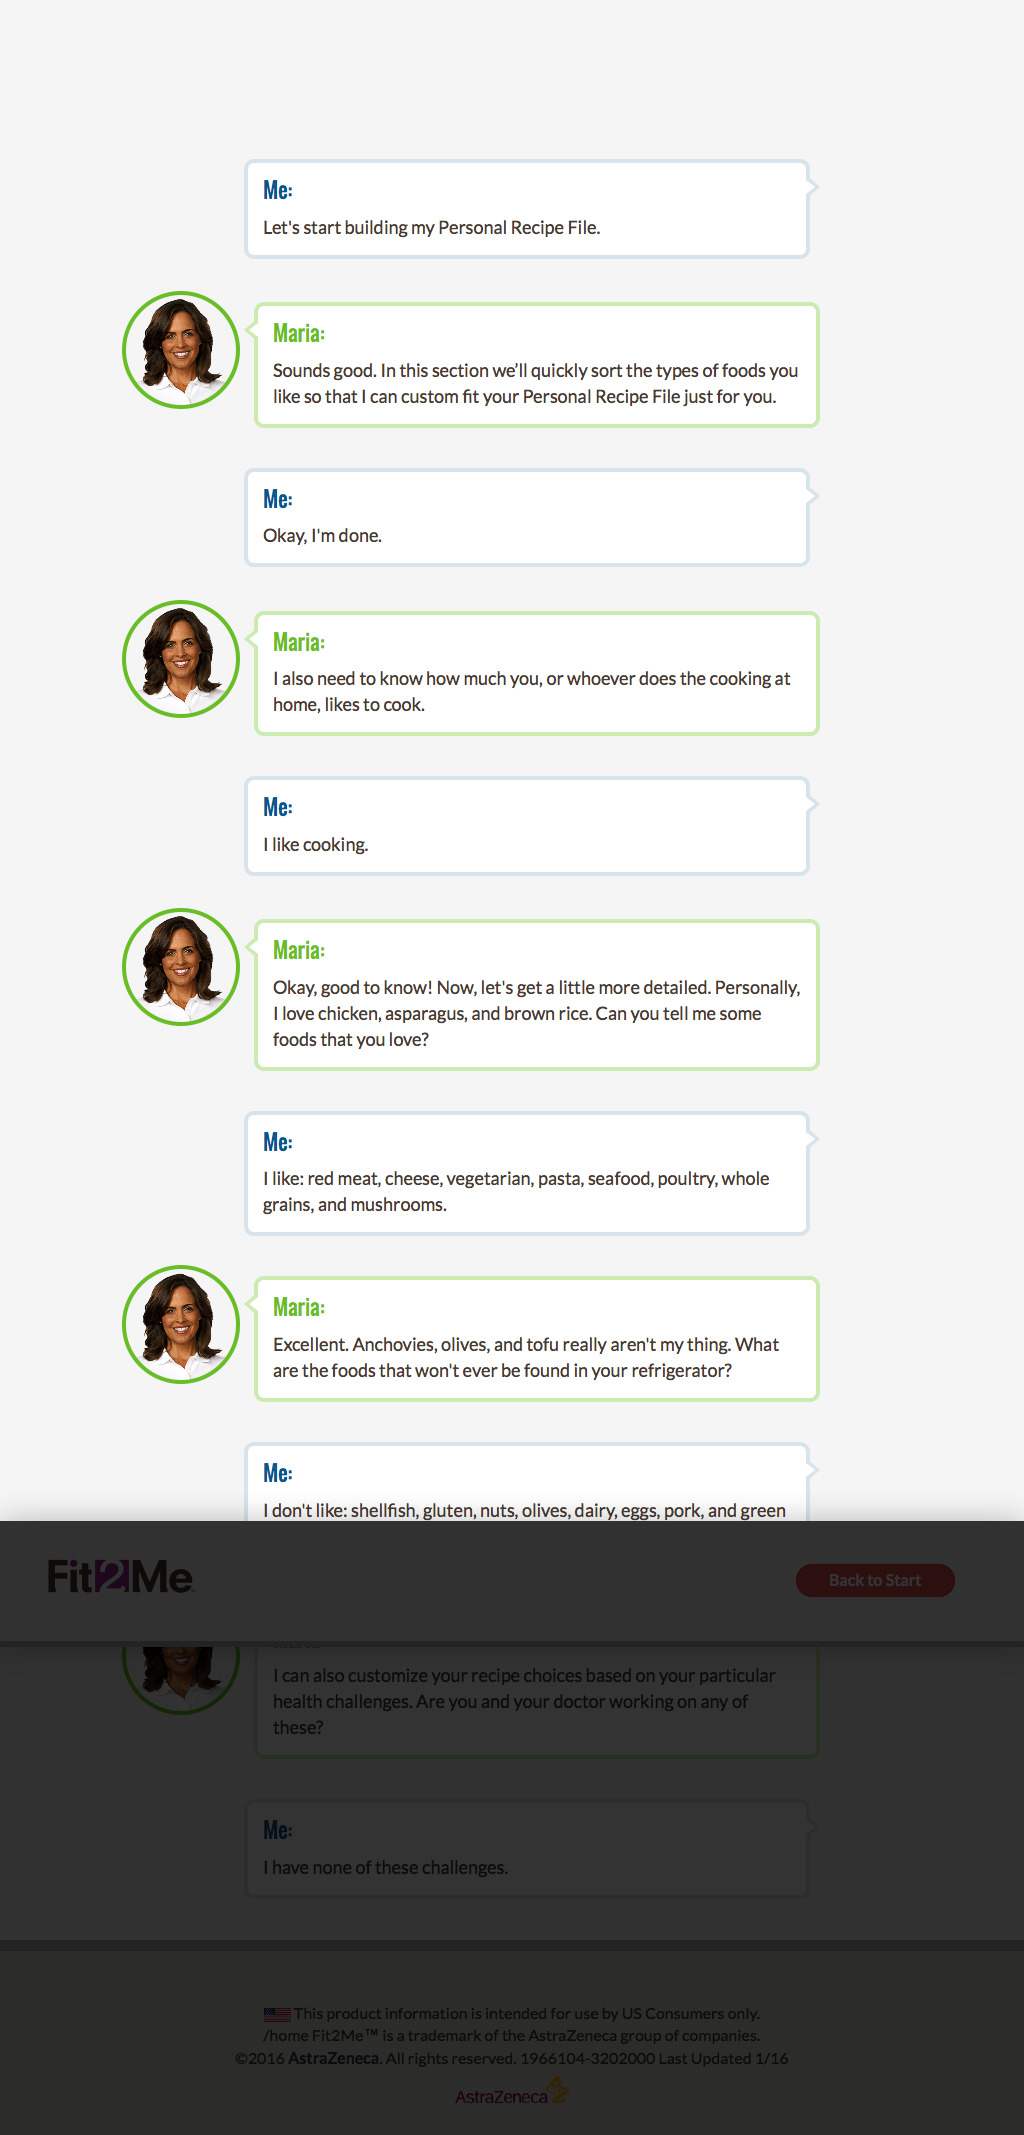 Me:
Let's start building my Personal Recipe File.
Maria:
Sounds good. In this section we’ll quickly sort the types of foods you
like so that I can custom fit your Personal Recipe File just for you.
Me:
Okay, I'm done.
Maria:
I also need to know how much you, or whoever does the cooking at
home, likes to cook.
Me:
I like cooking.
Maria:
Okay, good to know! Now, let's get a little more detailed. Personally,
I love chicken, asparagus, and brown rice. Can you tell me some
foods that you love?
Me:
I like: red meat, cheese, vegetarian, pasta, seafood, poultry, whole
grains, and mushrooms.
Maria:
Excellent. Anchovies, olives, and tofu really aren't my thing. What
are the foods that won't ever be found in your refrigerator?
Me:
I don't like: shellfish, gluten, nuts, olives, dairy, eggs, pork, and green
Fit2Me
Back to Start
I can also customize your recipe choices based on your particular
health challenges. Are you and your doctor working on any of
these?
Me:
I have none of these challenges.
This product information is intended for use by US Consumers only.
/home Fit2Me™ is a trademark of the AstraZeneca group of companies.
©2016 AstraZeneca. All rights reserved. 1966104-3202000 Last Updated 1/16
AstraZeneca